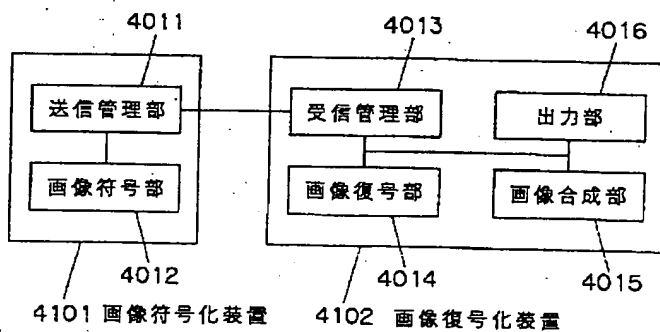 4011
4013
4016
送信管理部
受信管理部
出力部
画像符号部
画像復号部
画像合成部
4012
4014
4015
4101 画像符号化装置
4102 画像復号化装置